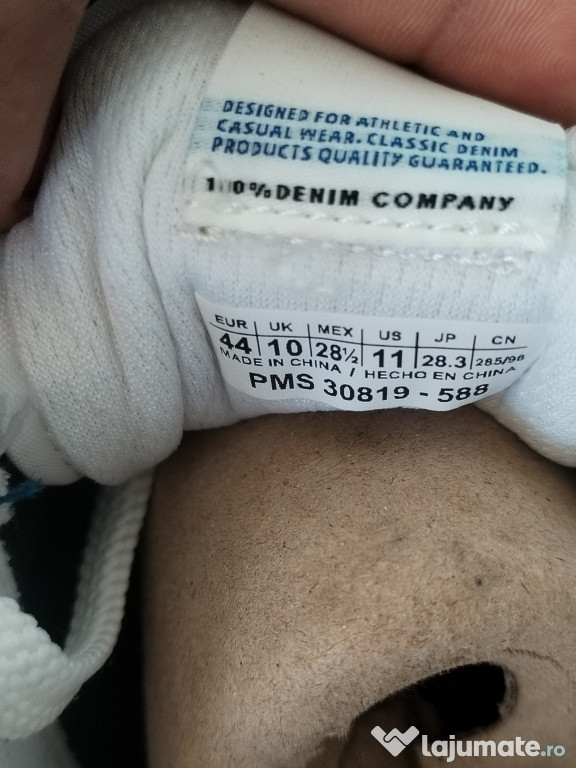 DESIGNED FOR ATHLETIC AND
CASUAL WEAR. CLASSIC DENIM
PRODUCTS QUALITY GUARANTEED.
100% DENIM COMPANY
EUR UK MEX US JP CN
44 10 28½ 11 28.3 285/98
MADE IN CHINA / HECHO EN CHINA
PMS 30819 - 588
lajumate.ro